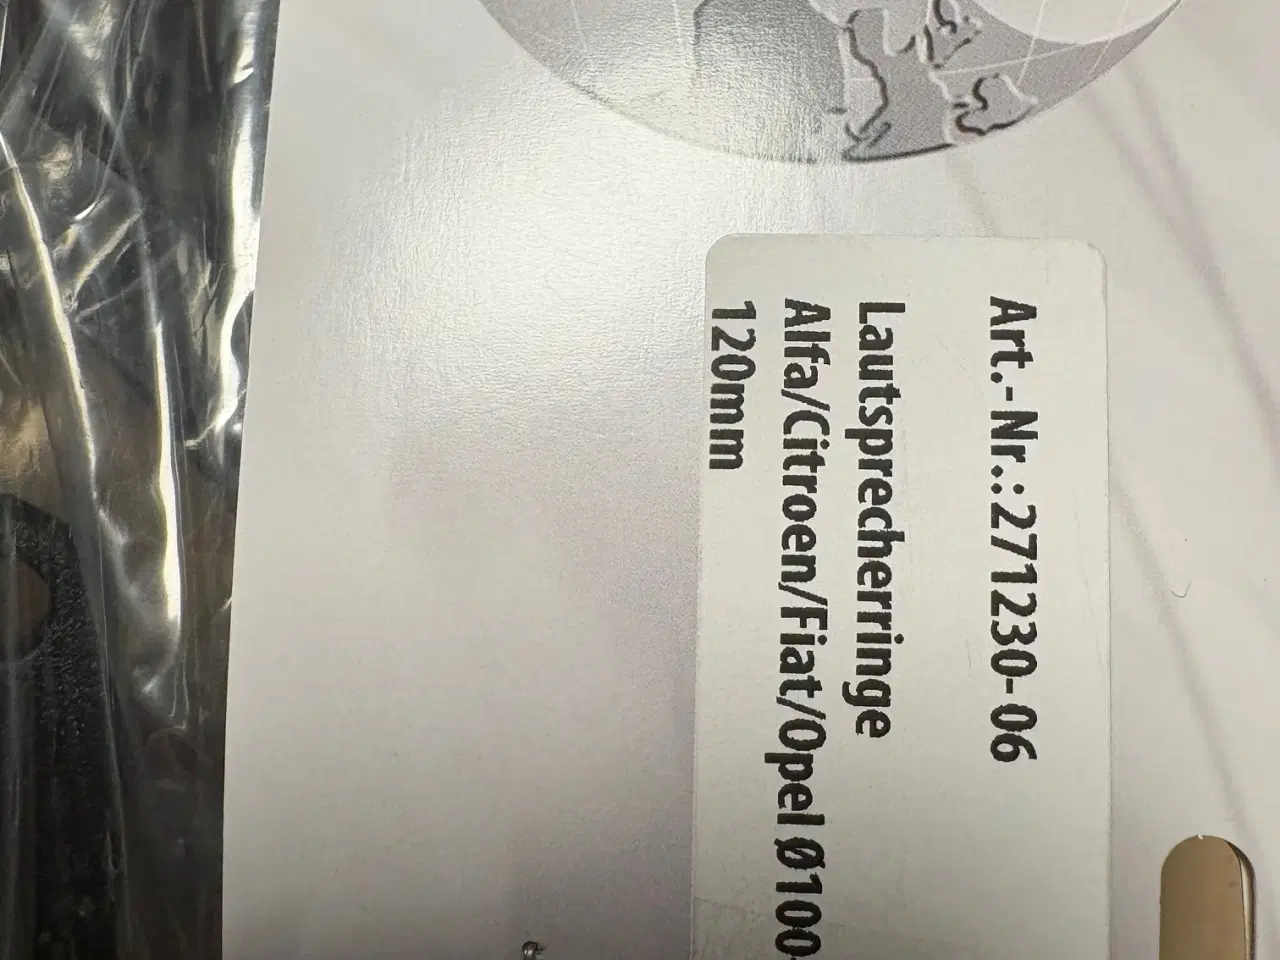 Art.-Nr.:271230-06
Lautsprecherringe
Alfa/Citroen/Fiat/Opel Ø100-
120mm